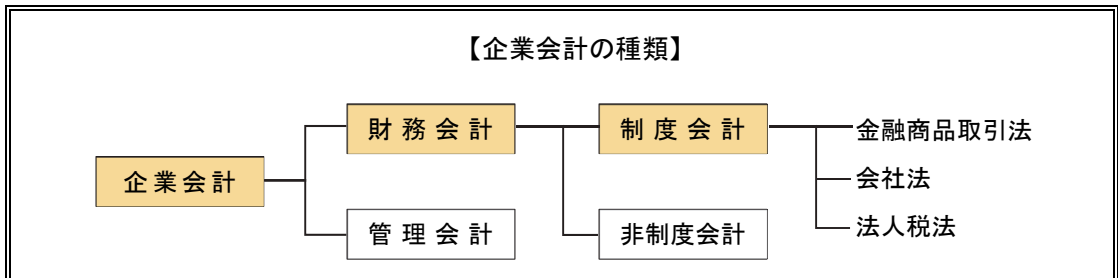 【企業会計の種類】
財務会計
制度会計
金融商品取引法
企業会計
会社法
管理会計
非制度会計
法人税法